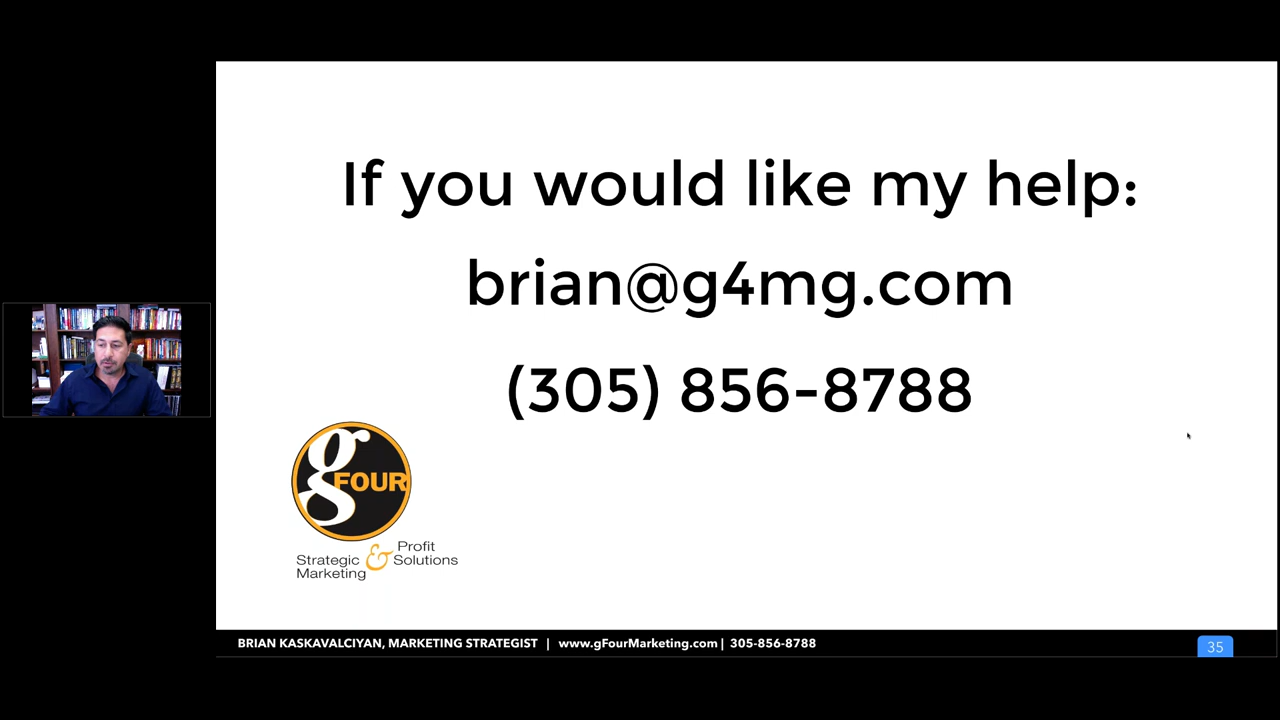 If you would like my help:
brian@g4mg.com
(305) 856-8788
g FOUR
Strategic Marketing & Profit Solutions
BRIAN KASKAVALCIYAN, MARKETING STRATEGIST | www.gFourMarketing.com | 305-856-8788
35